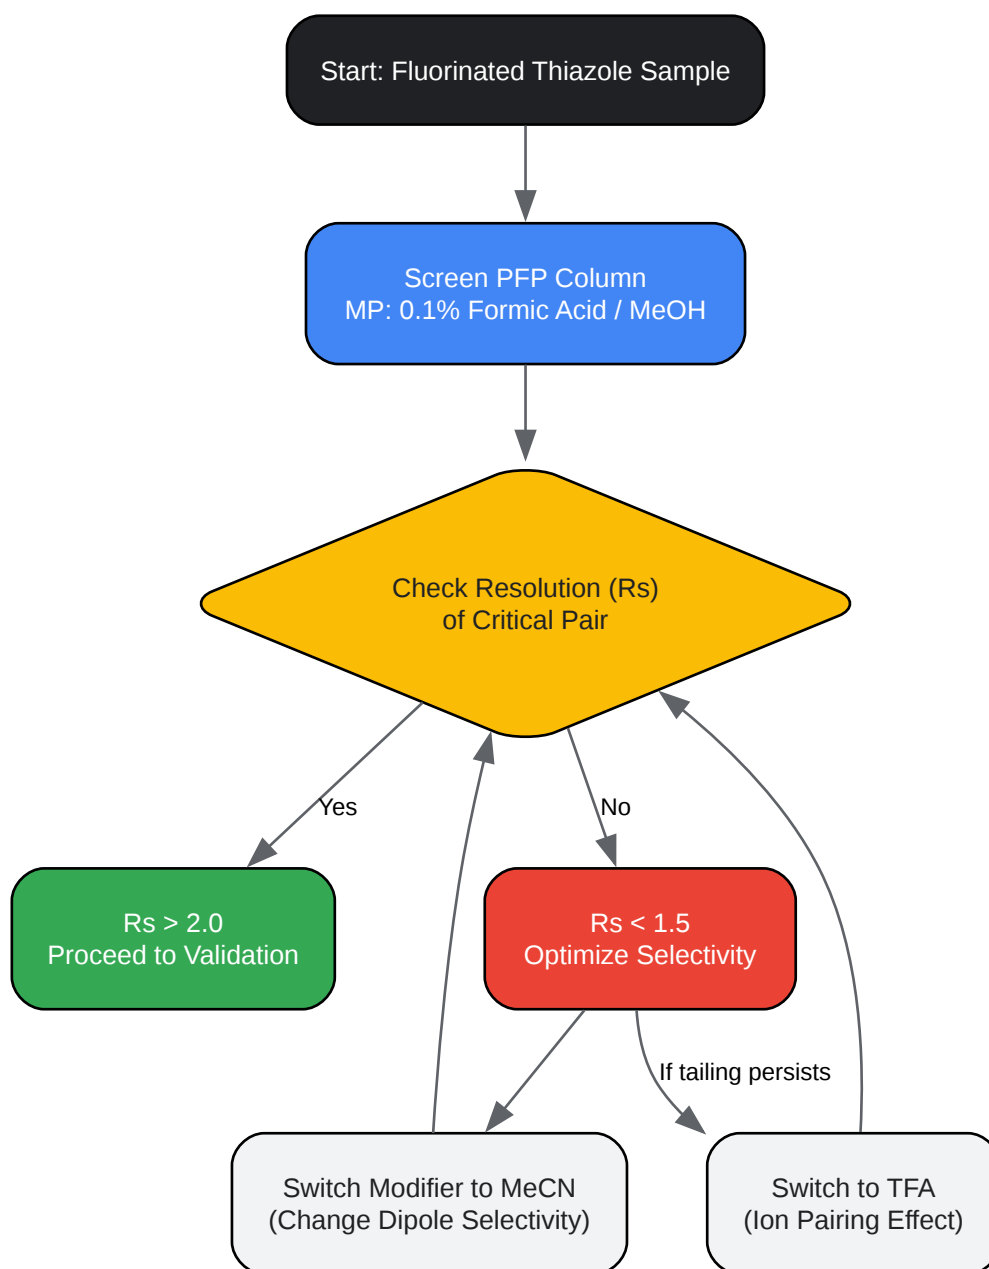 Start: Fluorinated Thiazole Sample
Screen PFP Column
MP: 0.1% Formic Acid / MeOH
Check Resolution (Rs)
of Critical Pair
Yes
No
Rs > 2.0
Proceed to Validation
Rs < 1.5
Optimize Selectivity
If tailing persists
Switch Modifier to MeCN
(Change Dipole Selectivity)
Switch to TFA
(Ion Pairing Effect)